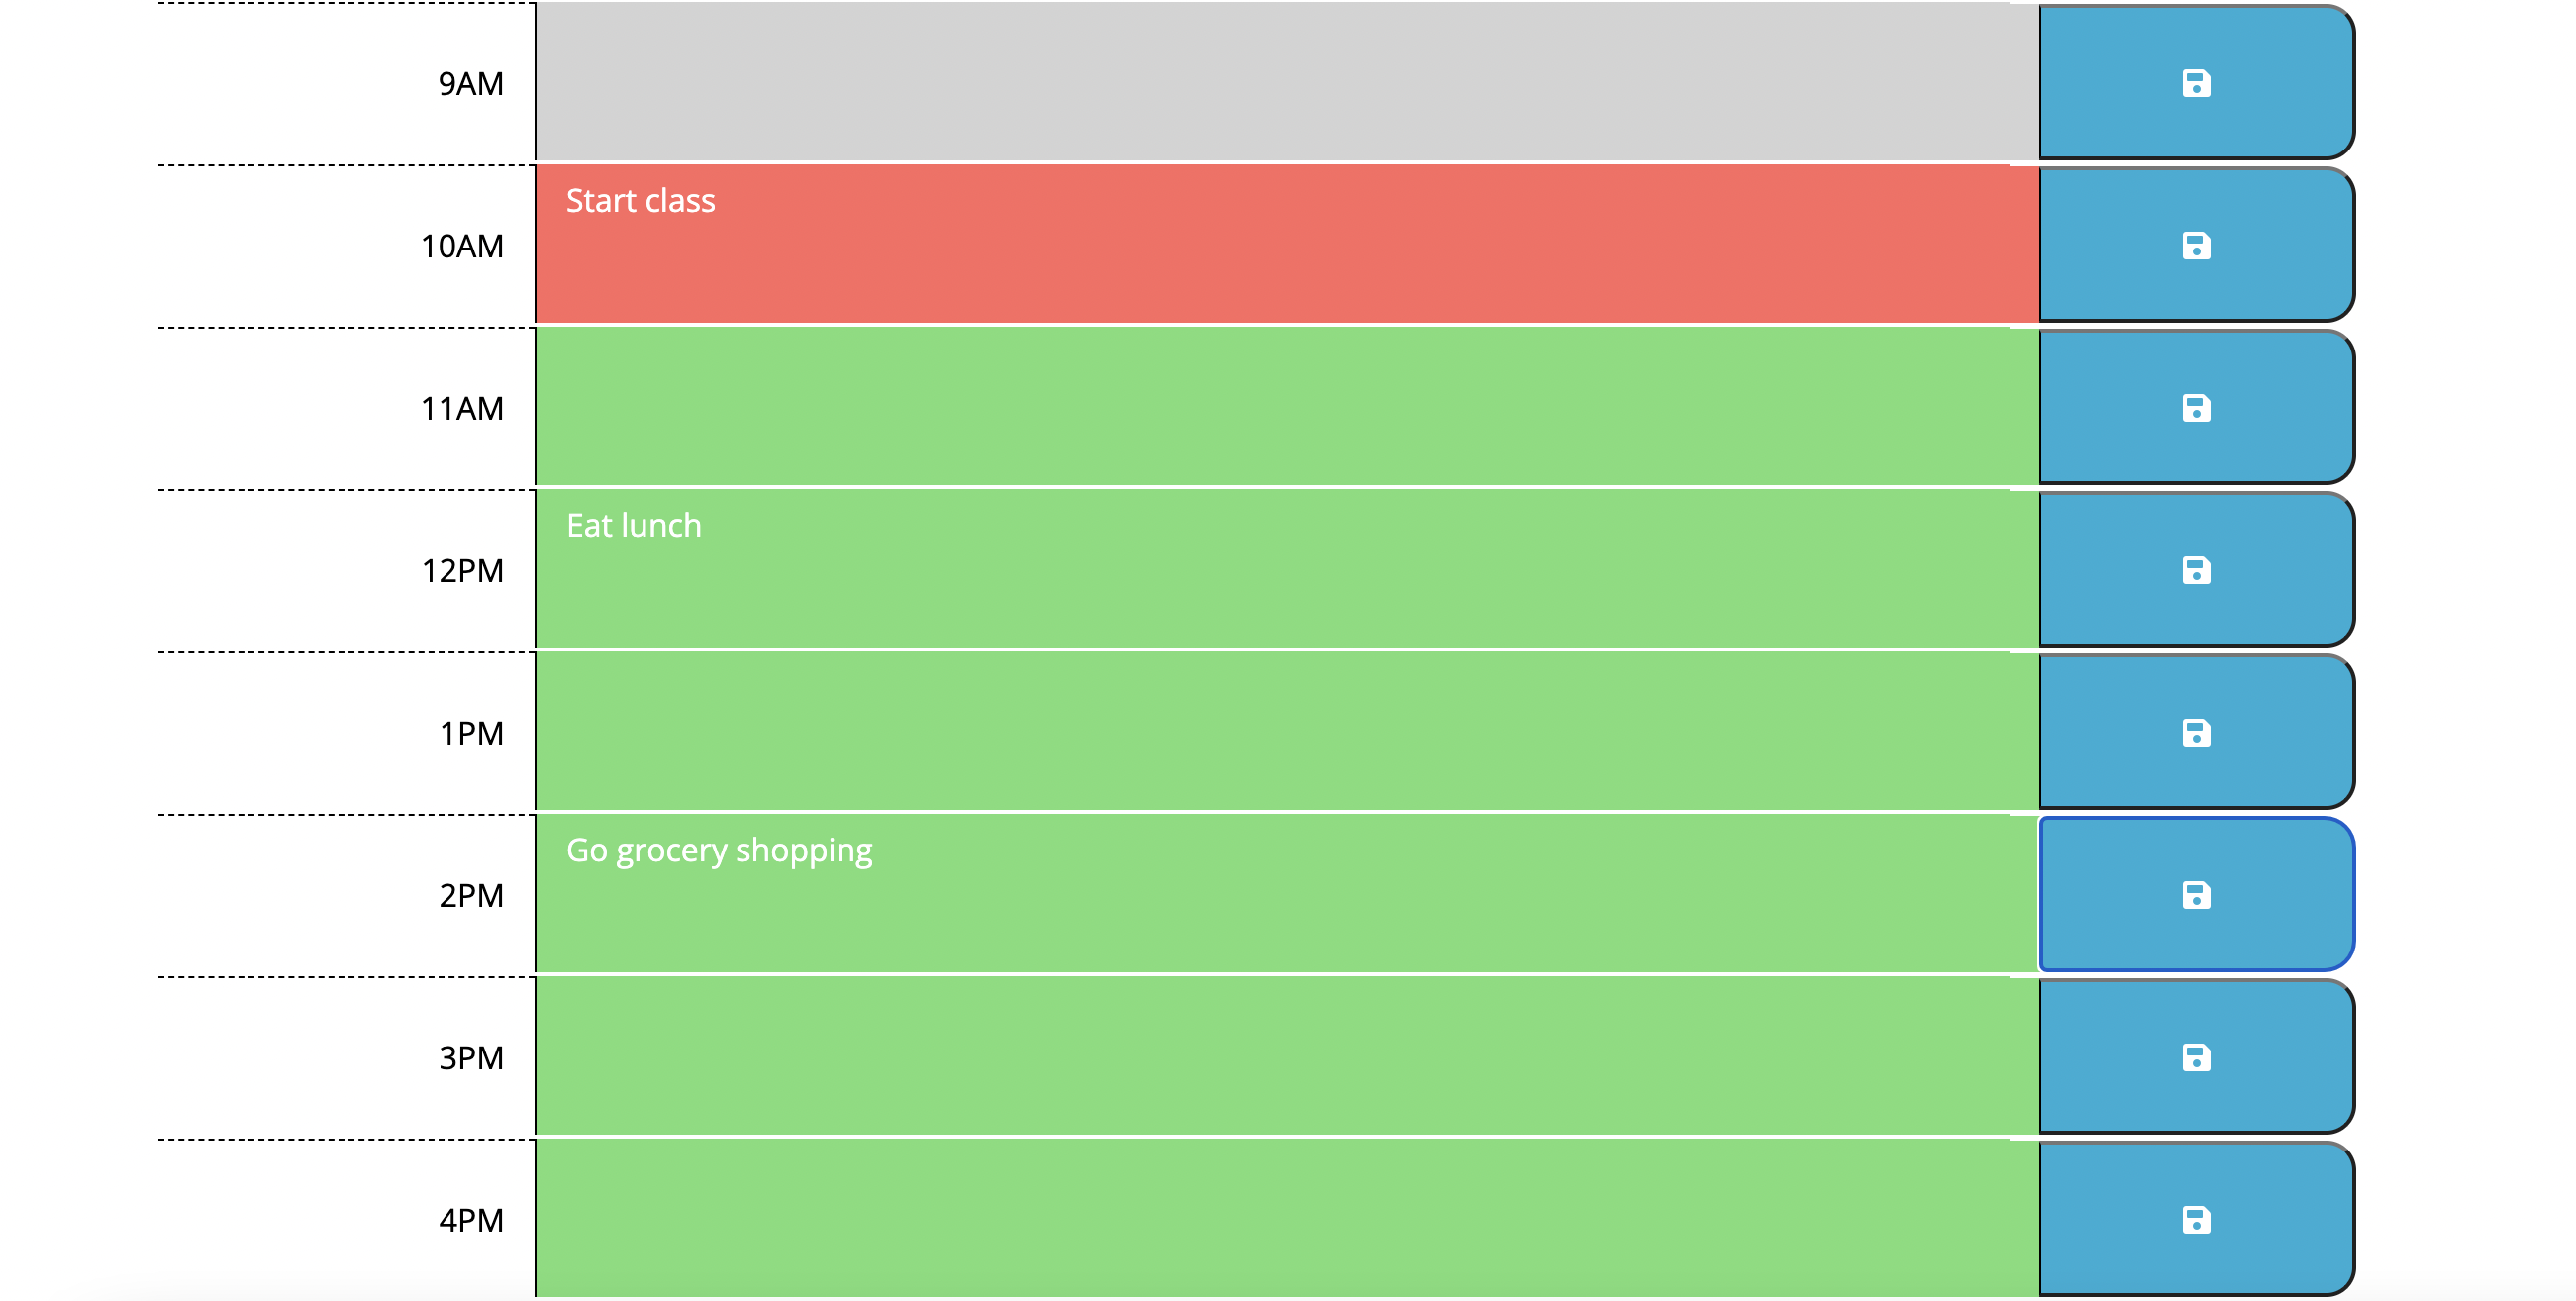 9AM
10AM
Start class
11AM
12PM
Eat lunch
1PM
2PM
Go grocery shopping
3PM
4PM